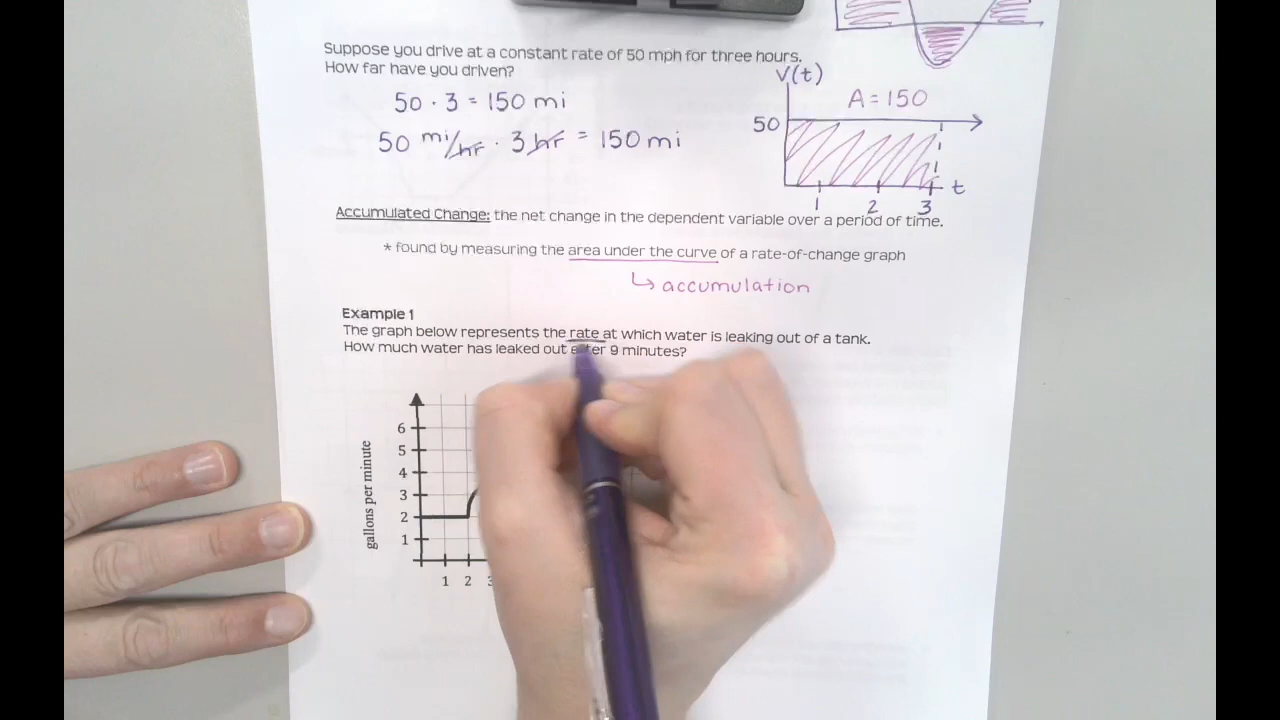 Suppose you drive at a constant rate of 50 mph for three hours.
How far have you driven?
50 · 3 = 150 mi
50 mi/hr · 3 hr = 150 mi
V(t)
A = 150
50
t
1 2 3
Accumulated Change: the net change in the dependent variable over a period of time.
* found by measuring the area under the curve of a rate-of-change graph
↳ accumulation
Example 1
The graph below represents the rate at which water is leaking out of a tank.
How much water has leaked out 9 minutes?
gallons per minute
6
5
4
3
2
1
1 2